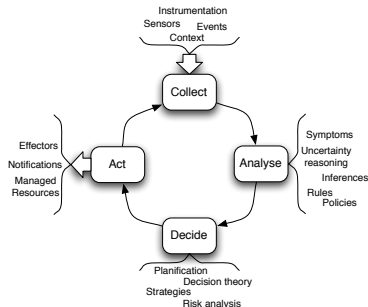 Instrumentation
Sensors Events
Context
Collect
Symptoms
Uncertainty
reasoning
Inferences
Rules
Policies
Analyse
Effectors
Notifications
Managed
Resources
Act
Decide
Planification
Decision theory
Strategies
Risk analysis